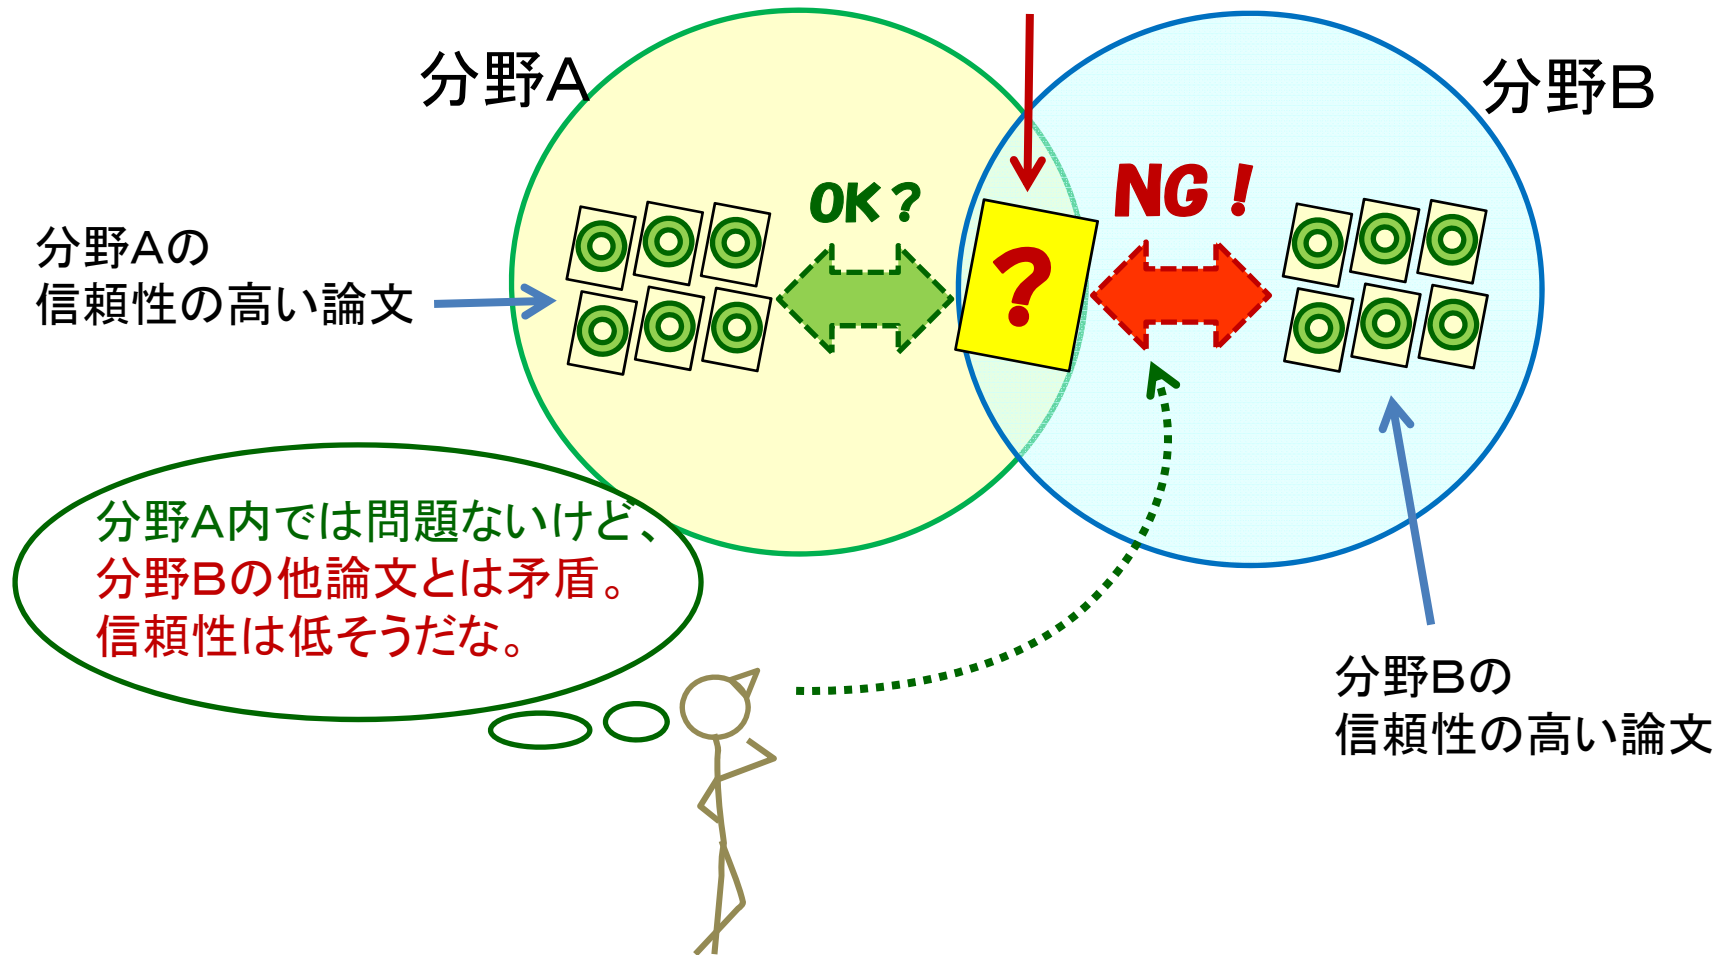 分野A
分野B
OK？
NG！
？
分野Aの
信頼性の高い論文
分野A内では問題ないけど、
分野Bの他論文とは矛盾。
信頼性は低そうだな。
分野Bの
信頼性の高い論文